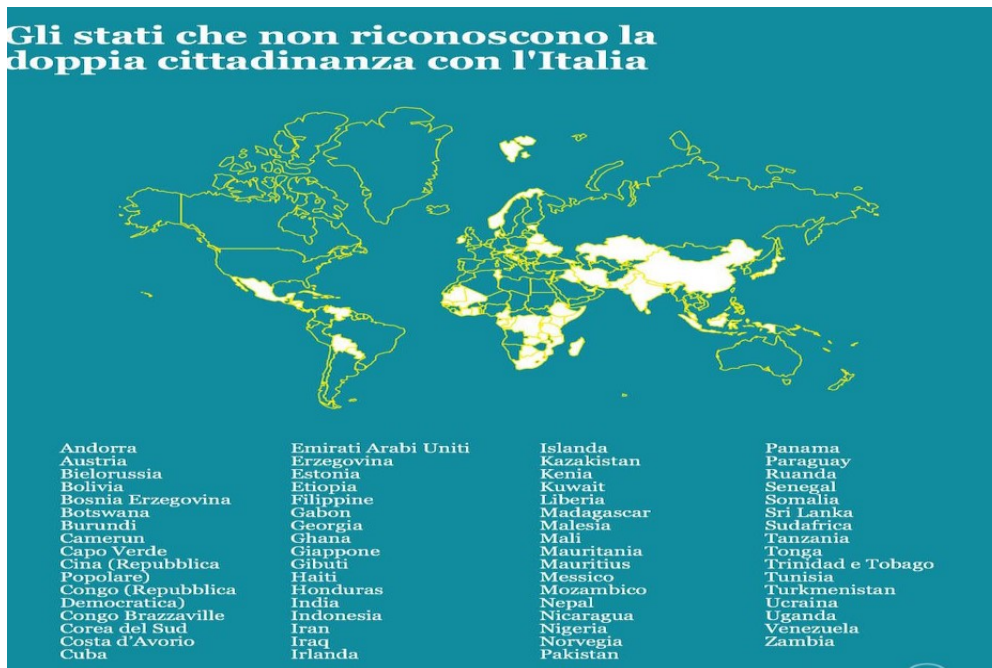 Gli stati che non riconoscono la
doppia cittadinanza con l'Italia
Andorra
Austria
Bielorussia
Bolivia
Bosnia Erzegovina
Botswana
Burundi
Camerun
Capo Verde
Cina (Repubblica
Popolare)
Congo (Repubblica
Democratica)
Congo Brazzaville
Corea del Sud
Costa d'Avorio
Cuba
Emirati Arabi Uniti
Erzegovina
Estonia
Etiopia
Filippine
Gabon
Georgia
Ghana
Giappone
Gibuti
Haiti
Honduras
India
Indonesia
Iran
Iraq
Irlanda
Islanda
Kazakistan
Kenia
Kuwait
Liberia
Madagascar
Malesia
Mali
Mauritania
Mauritius
Messico
Mozambico
Nepal
Nicaragua
Nigeria
Norvegia
Pakistan
Panama
Paraguay
Ruanda
Senegal
Somalia
Sri Lanka
Sudafrica
Tanzania
Tonga
Trinidad e Tobago
Tunisia
Turkmenistan
Ucraina
Uganda
Venezuela
Zambia